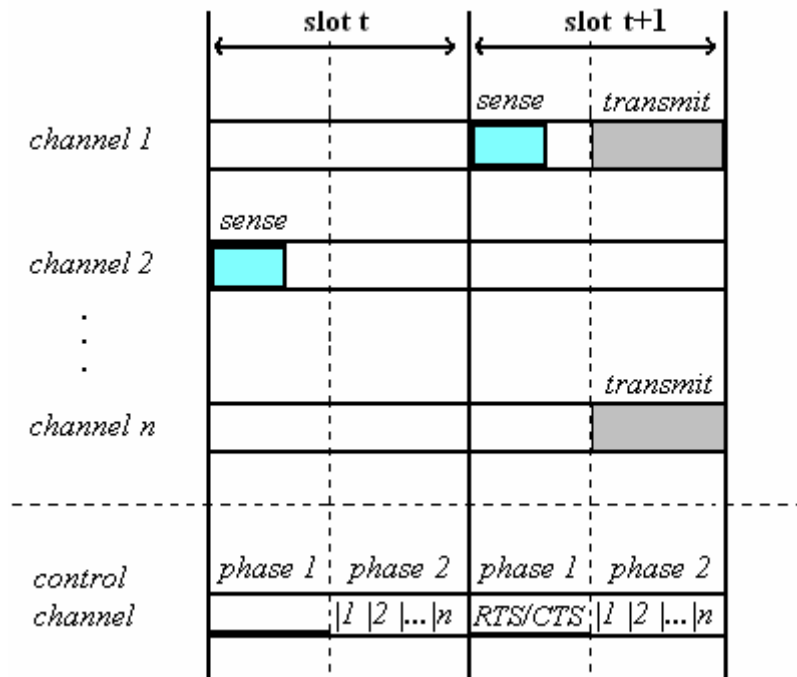 slot t slot t+1
sense transmit
channel 1
sense
channel 2
.
.
.
transmit
channel n
phase 1 phase 2 phase 1 phase 2
control
channel |1 |2 |...|n RTS/CTS |1 |2 |...|n